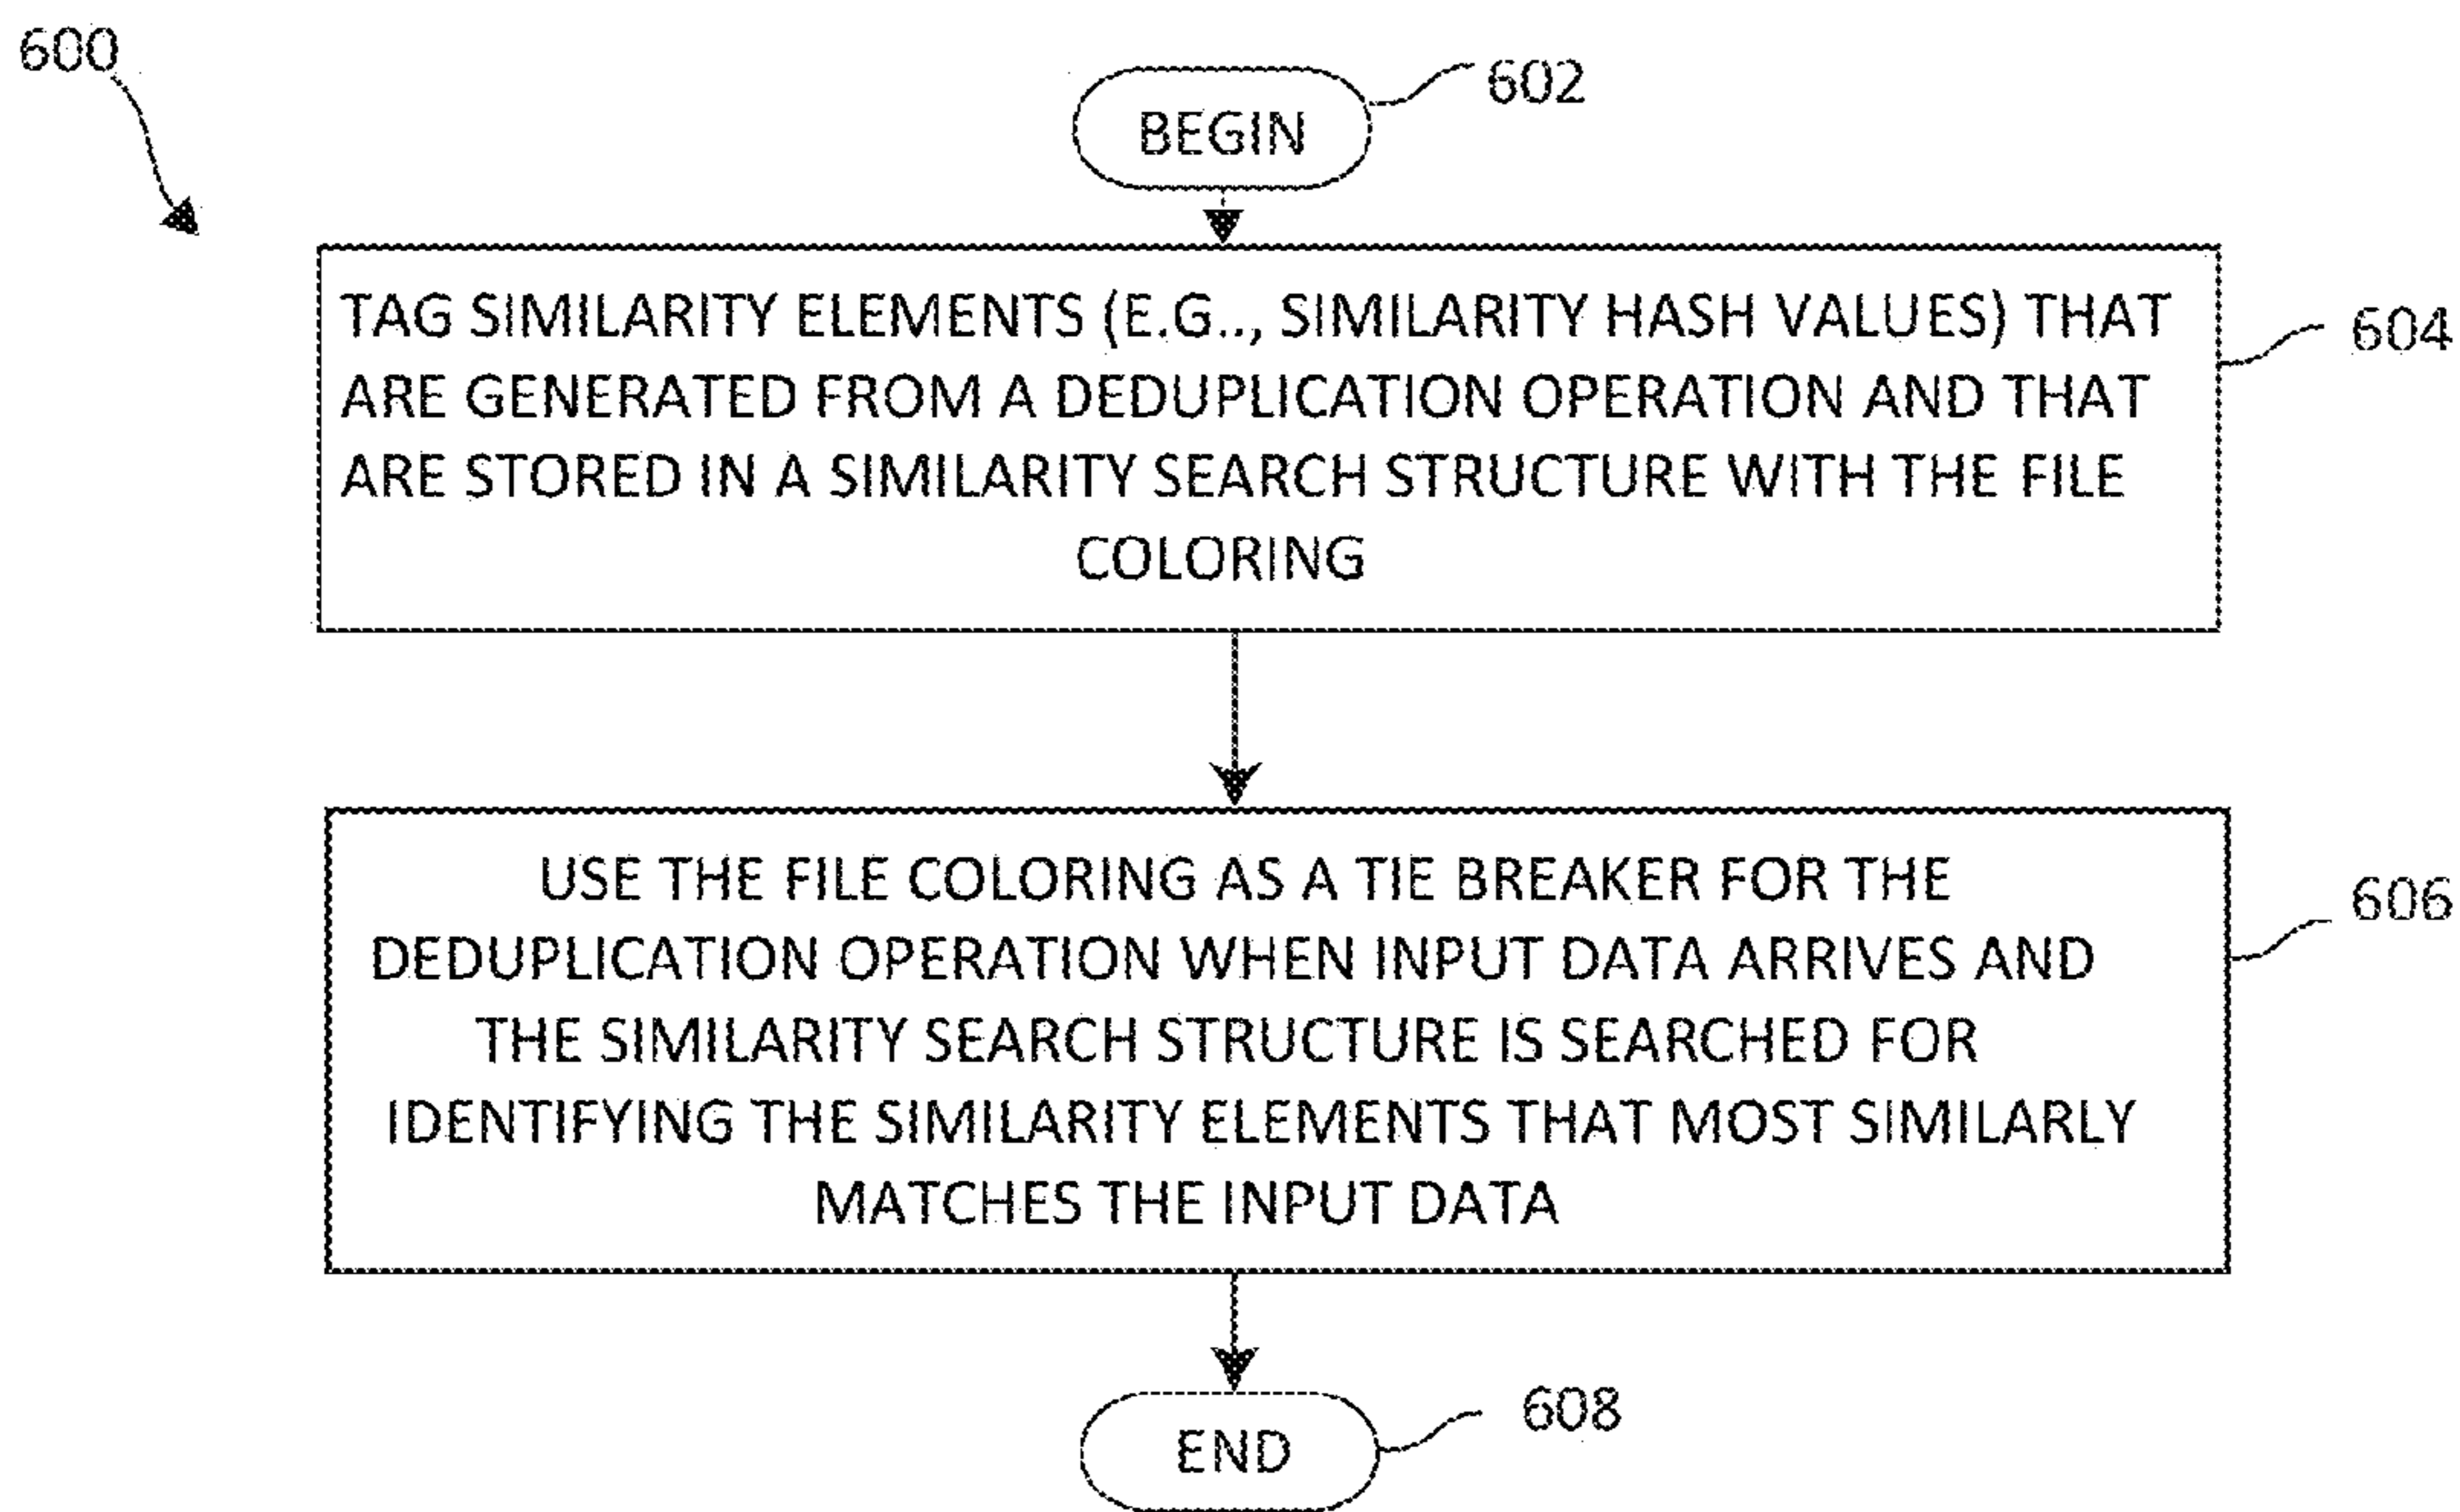 600
BEGIN
602
TAG SIMILARITY ELEMENTS (E.G.., SIMILARITY HASH VALUES) THAT
ARE GENERATED FROM A DEDUPLICATION OPERATION AND THAT
ARE STORED IN A SIMILARITY SEARCH STRUCTURE WITH THE FILE
COLORING
604
USE THE FILE COLORING AS A TIE BREAKER FOR THE
DEDUPLICATION OPERATION WHEN INPUT DATA ARRIVES AND
THE SIMILARITY SEARCH STRUCTURE IS SEARCHED FOR
IDENTIFYING THE SIMILARITY ELEMENTS THAT MOST SIMILARLY
MATCHES THE INPUT DATA
606
END
608